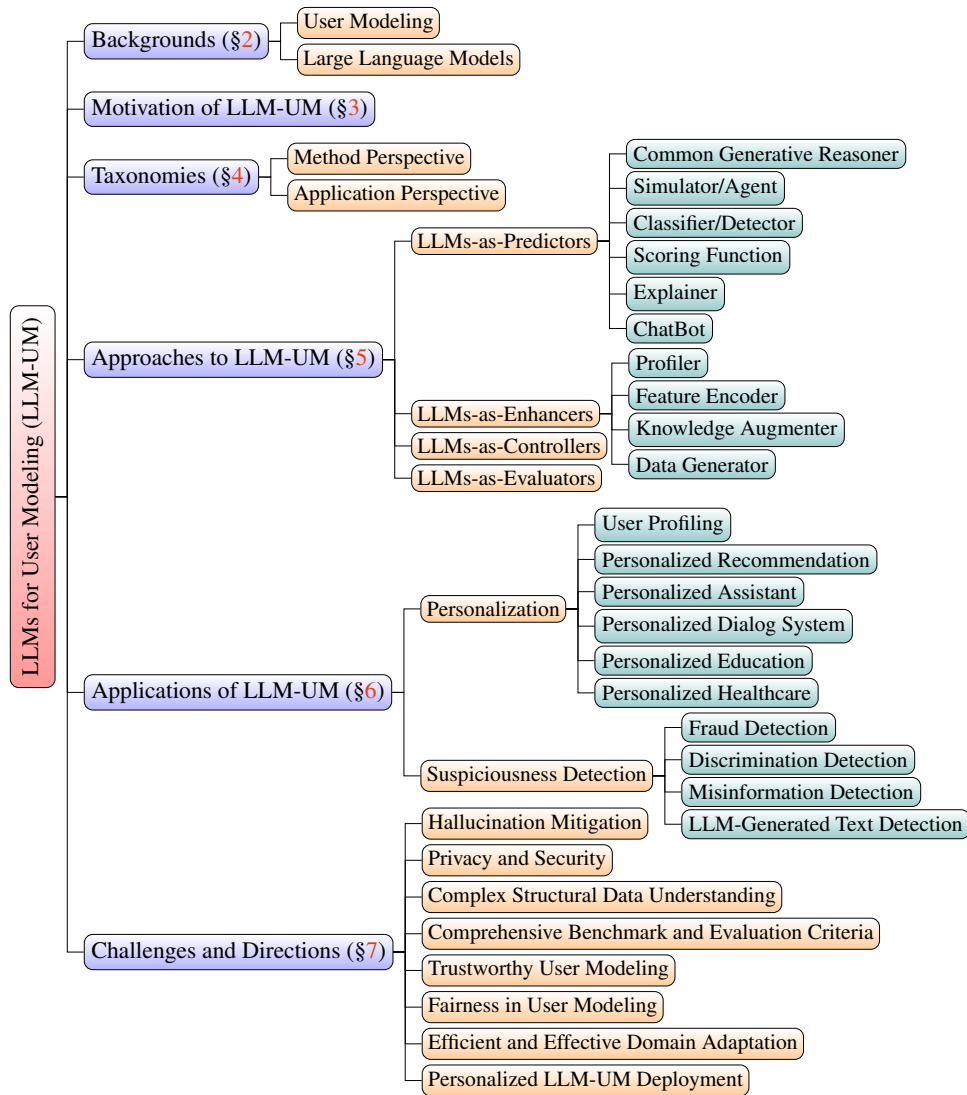 LLMs for User Modeling (LLM-UM)
Backgrounds (§2)
User Modeling
Large Language Models
Motivation of LLM-UM (§3)
Taxonomies (§4)
Method Perspective
Application Perspective
Approaches to LLM-UM (§5)
LLMs-as-Predictors
Common Generative Reasoner
Simulator/Agent
Classifier/Detector
Scoring Function
Explainer
ChatBot
LLMs-as-Enhancers
Profiler
Feature Encoder
Knowledge Augmenter
Data Generator
LLMs-as-Controllers
LLMs-as-Evaluators
Applications of LLM-UM (§6)
Personalization
User Profiling
Personalized Recommendation
Personalized Assistant
Personalized Dialog System
Personalized Education
Personalized Healthcare
Suspiciousness Detection
Fraud Detection
Discrimination Detection
Misinformation Detection
LLM-Generated Text Detection
Challenges and Directions (§7)
Hallucination Mitigation
Privacy and Security
Complex Structural Data Understanding
Comprehensive Benchmark and Evaluation Criteria
Trustworthy User Modeling
Fairness in User Modeling
Efficient and Effective Domain Adaptation
Personalized LLM-UM Deployment